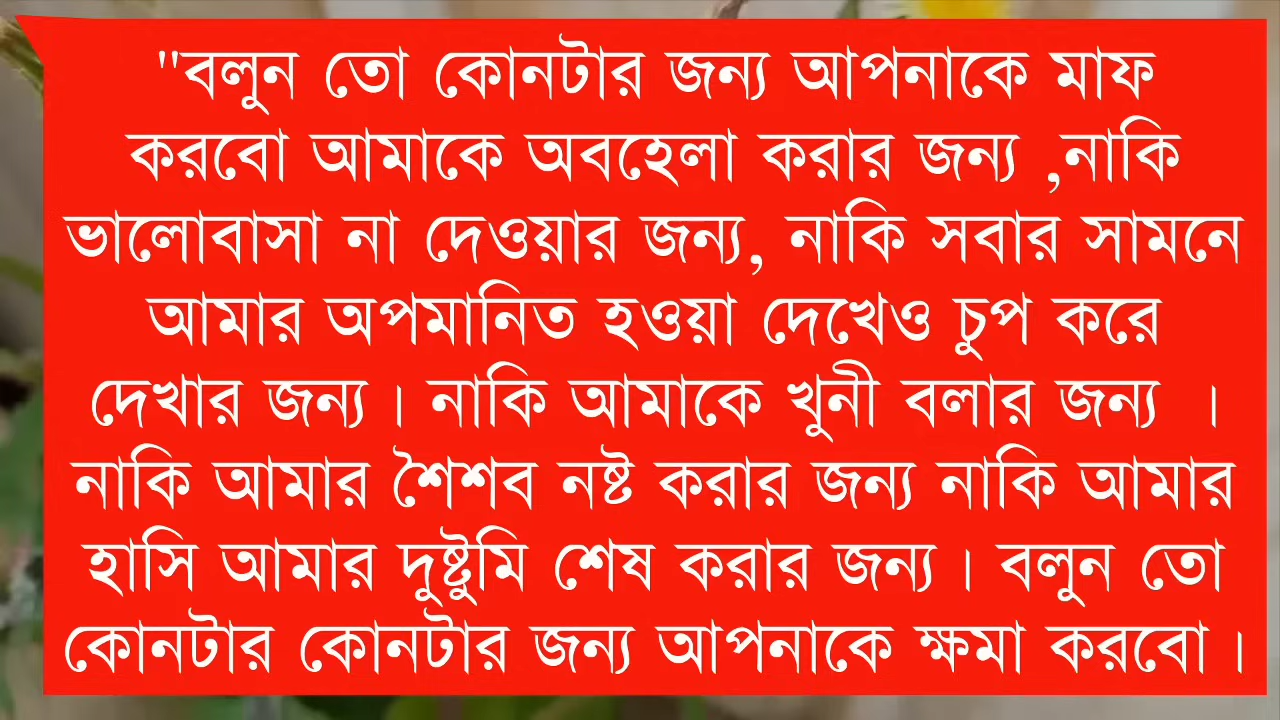 "বলুন তো কোনটার জন্য আপনাকে মাফ
করবো আমাকে অবহেলা করার জন্য ,নাকি
ভালোবাসা না দেওয়ার জন্য, নাকি সবার সামনে
আমার অপমানিত হওয়া দেখেও চুপ করে
দেখার জন্য। নাকি আমাকে খুনী বলার জন্য ।
নাকি আমার শৈশব নষ্ট করার জন্য নাকি আমার
হাসি আমার দুষ্টুমি শেষ করার জন্য। বলুন তো
কোনটার কোনটার জন্য আপনাকে ক্ষমা করবো।